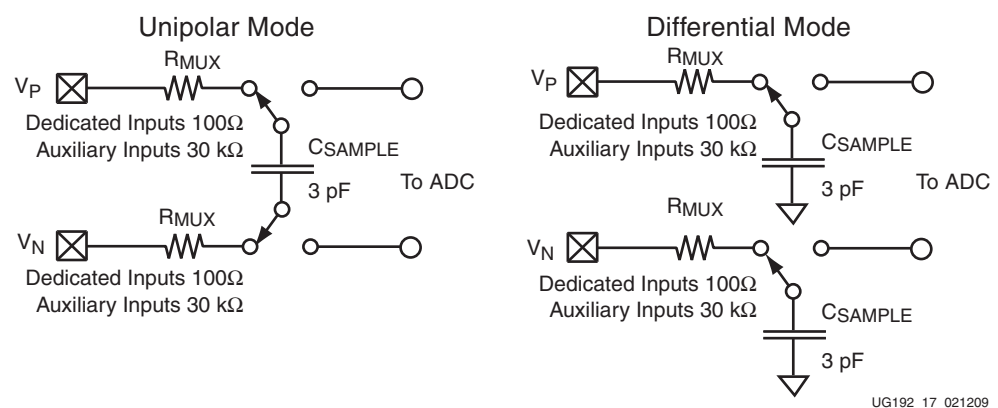 Unipolar Mode
RMUX
VP
Dedicated Inputs 100Ω
Auxiliary Inputs 30 kΩ
CSAMPLE
3 pF
To ADC
RMUX
VN
Dedicated Inputs 100Ω
Auxiliary Inputs 30 kΩ
Differential Mode
RMUX
VP
Dedicated Inputs 100Ω
Auxiliary Inputs 30 kΩ
CSAMPLE
3 pF
To ADC
RMUX
VN
Dedicated Inputs 100Ω
Auxiliary Inputs 30 kΩ
CSAMPLE
3 pF
UG192_17_021209